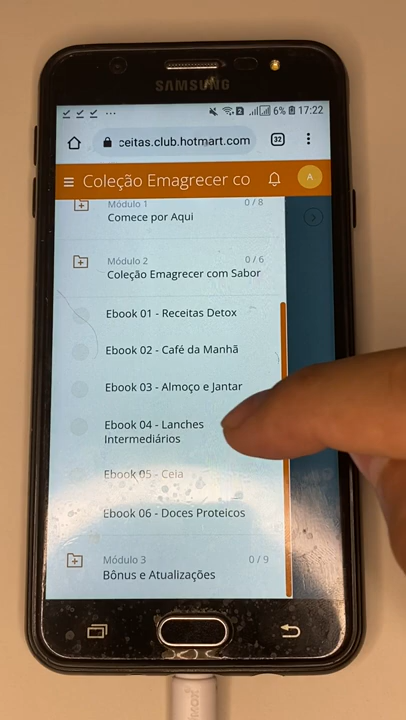 SAMSUNG
6% 17:22
ceitas.club.hotmart.com 32
Coleção Emagrecer co A
Módulo 1 0 / 8
Comece por Aqui
Módulo 2 0 / 6
Coleção Emagrecer com Sabor
Ebook 01 - Receitas Detox
Ebook 02 - Café da Manhã
Ebook 03 - Almoço e Jantar
Ebook 04 - Lanches
Intermediários
Ebook 05 - Ceia
Ebook 06 - Doces Proteicos
Módulo 3 0 / 9
Bônus e Atualizações